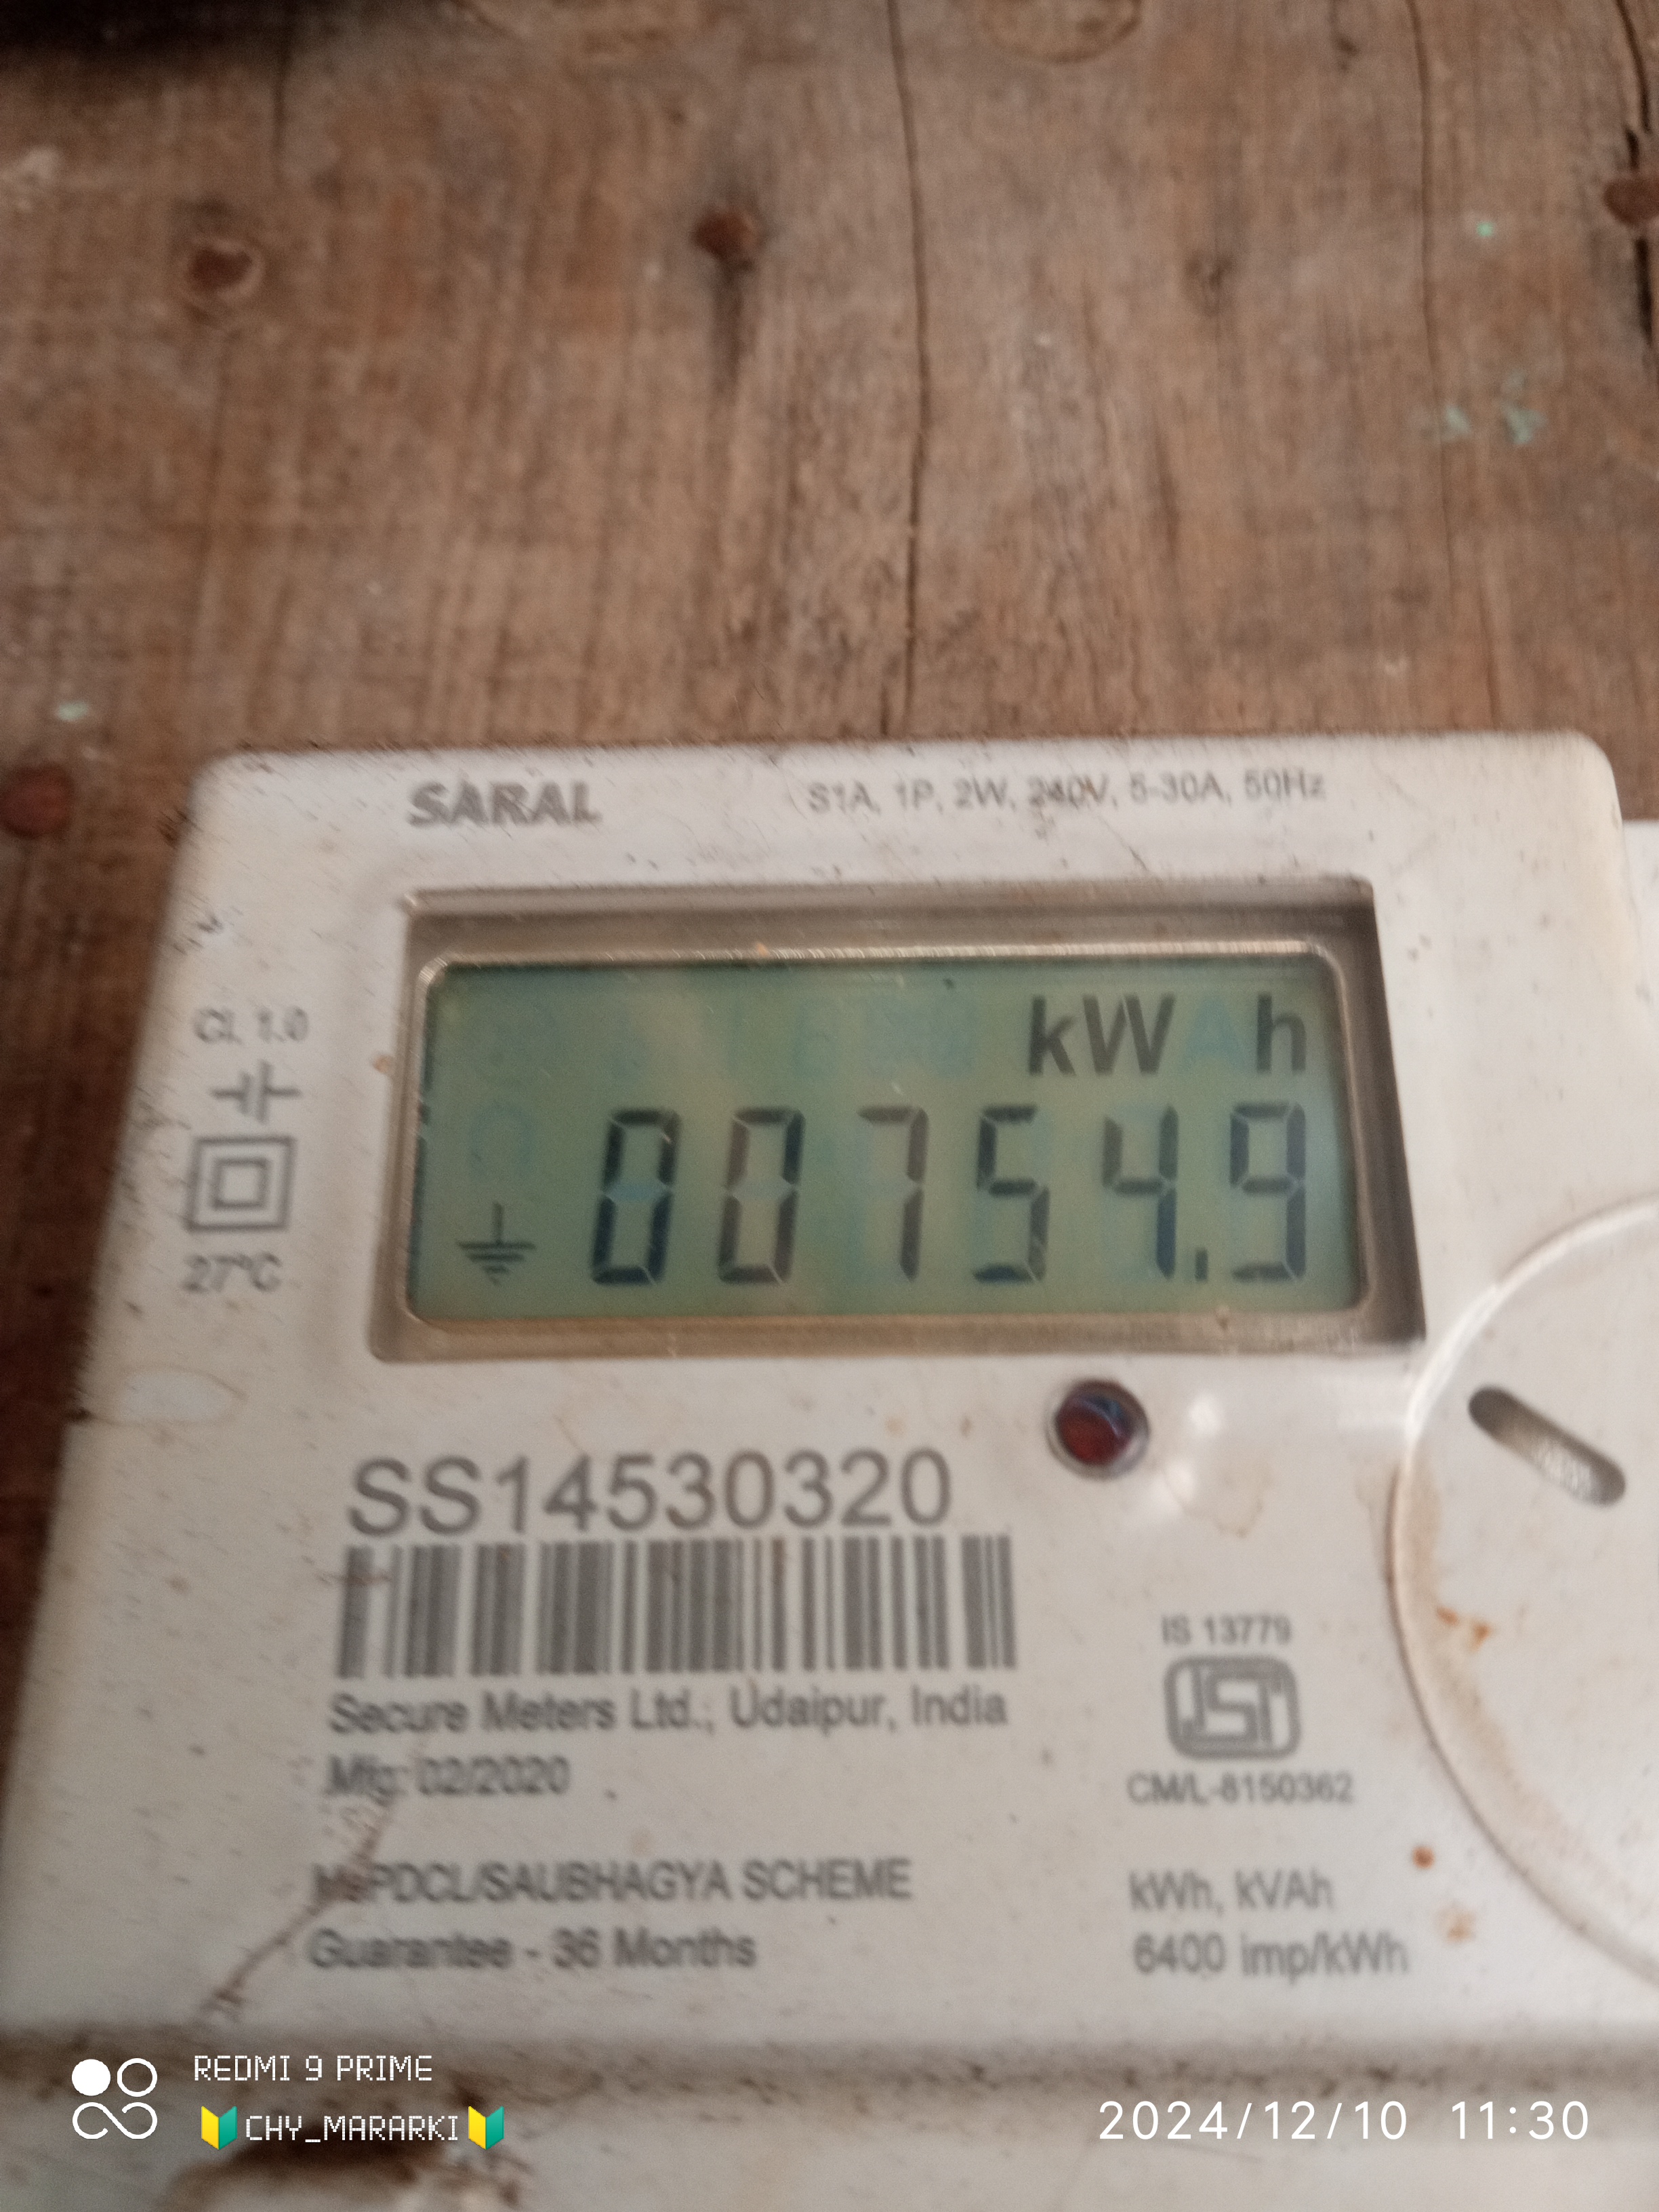 SARAL
S1A, 1P, 2W, 240V, 5-30A, 50Hz
Cl. 1.0
27°C
kWh
00754.9
SS14530320
Secure Meters Ltd., Udaipur, India
Mfg: 02/2020
IS 13779
ISI
CM/L-8150362
SAUBHAGYA SCHEME
Guarantee - 36 Months
kWh, kVAh
6400 imp/kWh
REDMI 9 PRIME
🔰CHY_MARARKI🔰
2024/12/10 11:30